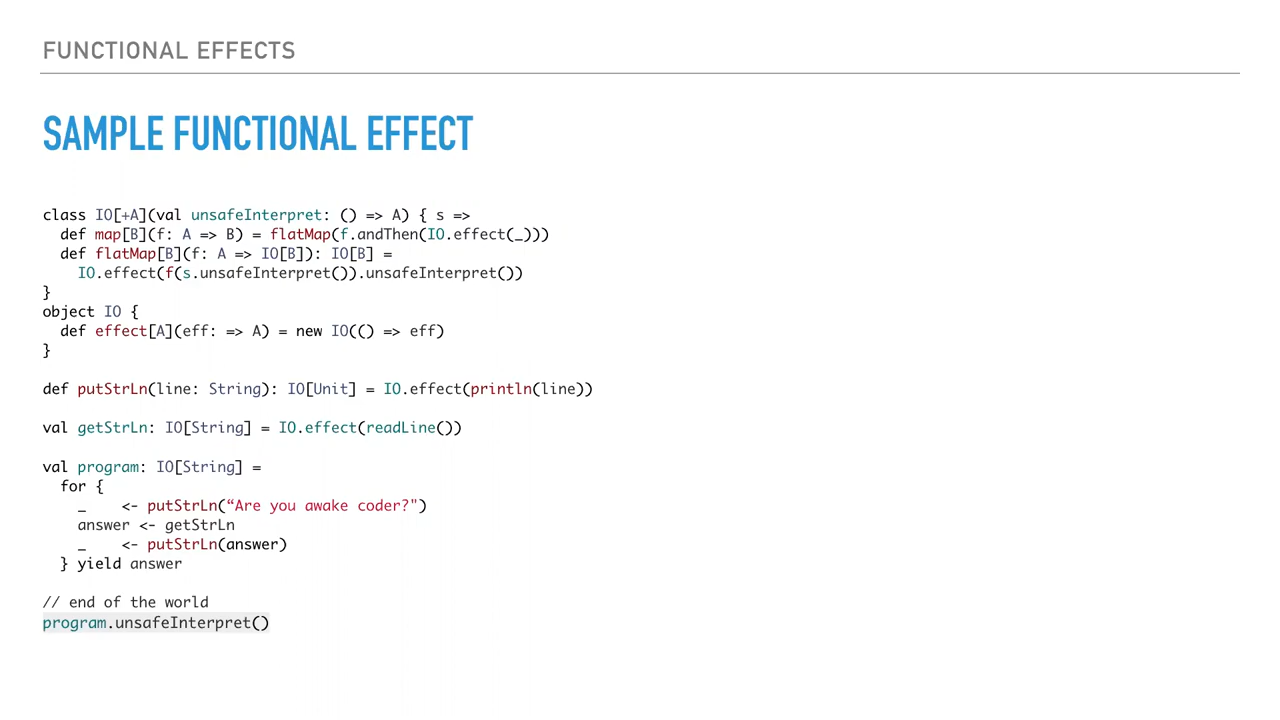 FUNCTIONAL EFFECTS
SAMPLE FUNCTIONAL EFFECT
class IO[+A](val unsafeInterpret: () => A) { s =>
  def map[B](f: A => B) = flatMap(f.andThen(IO.effect(_)))
  def flatMap[B](f: A => IO[B]): IO[B] =
    IO.effect(f(s.unsafeInterpret()).unsafeInterpret())
}
object IO {
  def effect[A](eff: => A) = new IO(() => eff)
}
def putStrLn(line: String): IO[Unit] = IO.effect(println(line))
val getStrLn: IO[String] = IO.effect(readLine())
val program: IO[String] =
  for {
    _    <- putStrLn(“Are you awake coder?")
    answer <- getStrLn
    _    <- putStrLn(answer)
  } yield answer
// end of the world
program.unsafeInterpret()